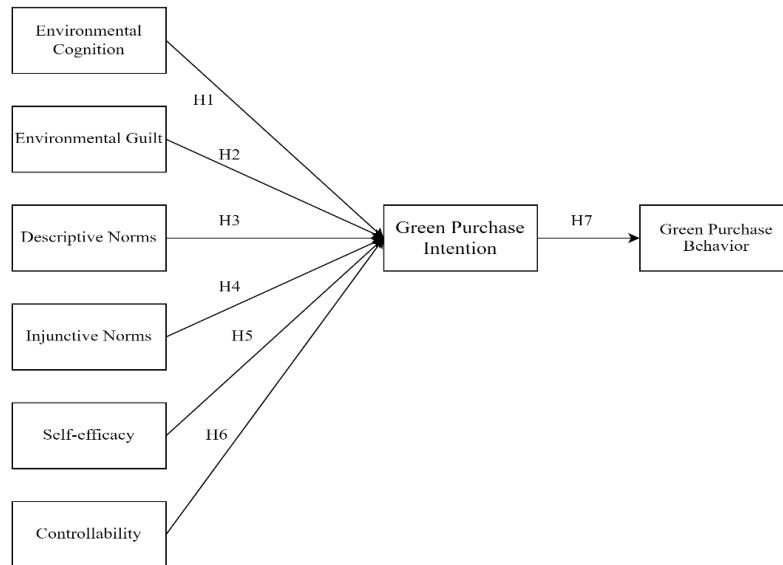 Environmental
Cognition
H1
Environmental Guilt
H2
Descriptive Norms
H3
Green Purchase
Intention
H7
Green Purchase
Behavior
H4
Injunctive Norms
H5
Self-efficacy
H6
Controllability